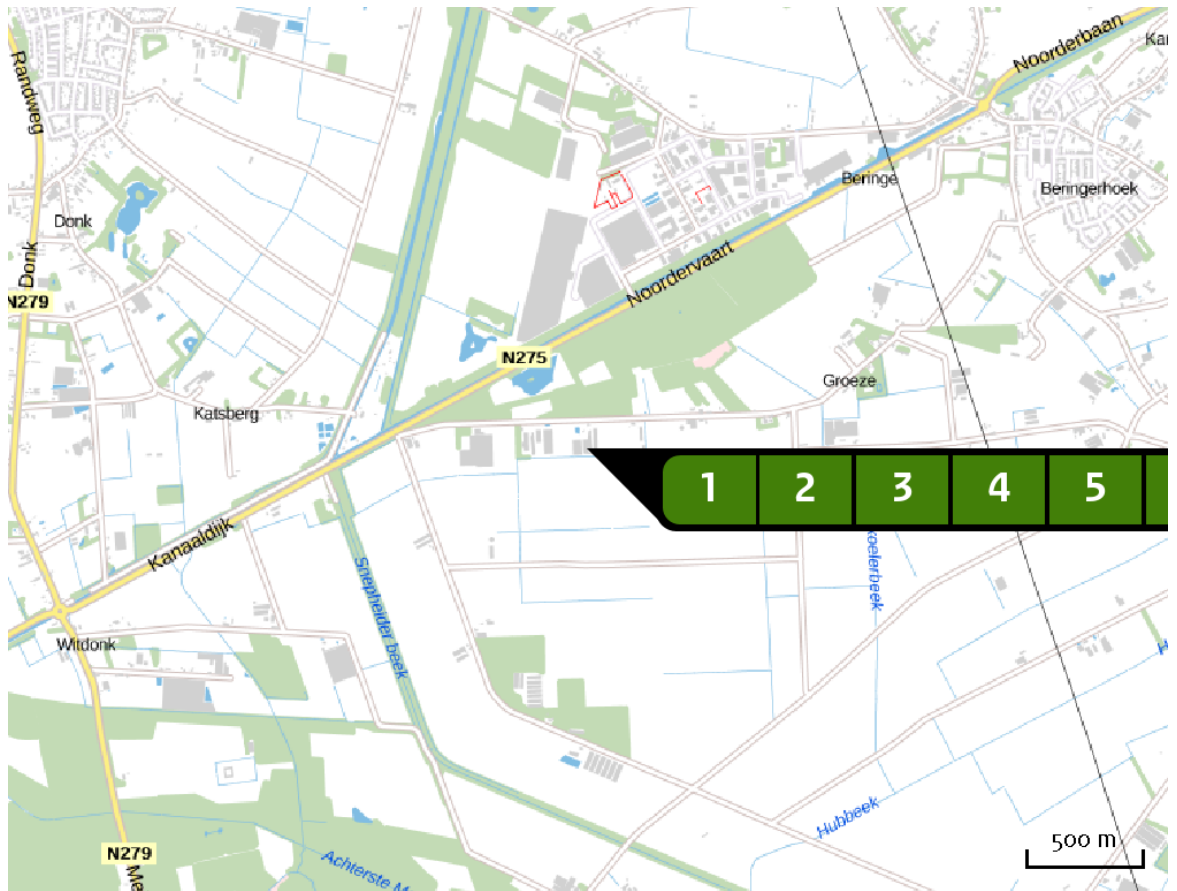 Noorderbaan
Randweg
Beringe
Beringerhoek
Donk
Donk
N279
Noordervaart
N275
Groeze
Katsberg
1 2 3 4 5
Kanaaldijk
Snepheider beek
Witdonk
Hubbeek
500 m
N279
Achterste